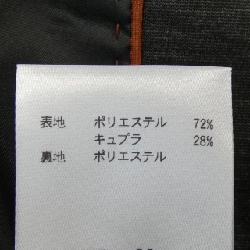 表地 ポリエステル 72%
キュプラ 28%
裏地 ポリエステル